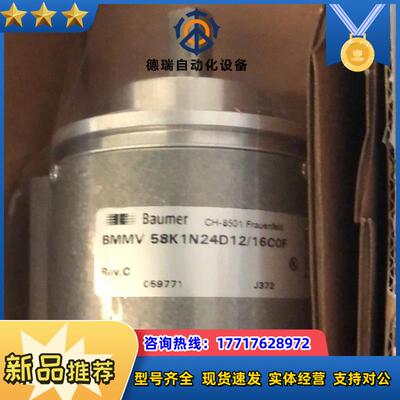 德瑞自动化设备
Baumer CH-8501 Frauenfeld
BMMV 58K1N24D12/16C0F
Rev.C 059771 J372
咨询热线：17717628972
新品推荐
型号齐全 现货速发 实体经营 支持对公